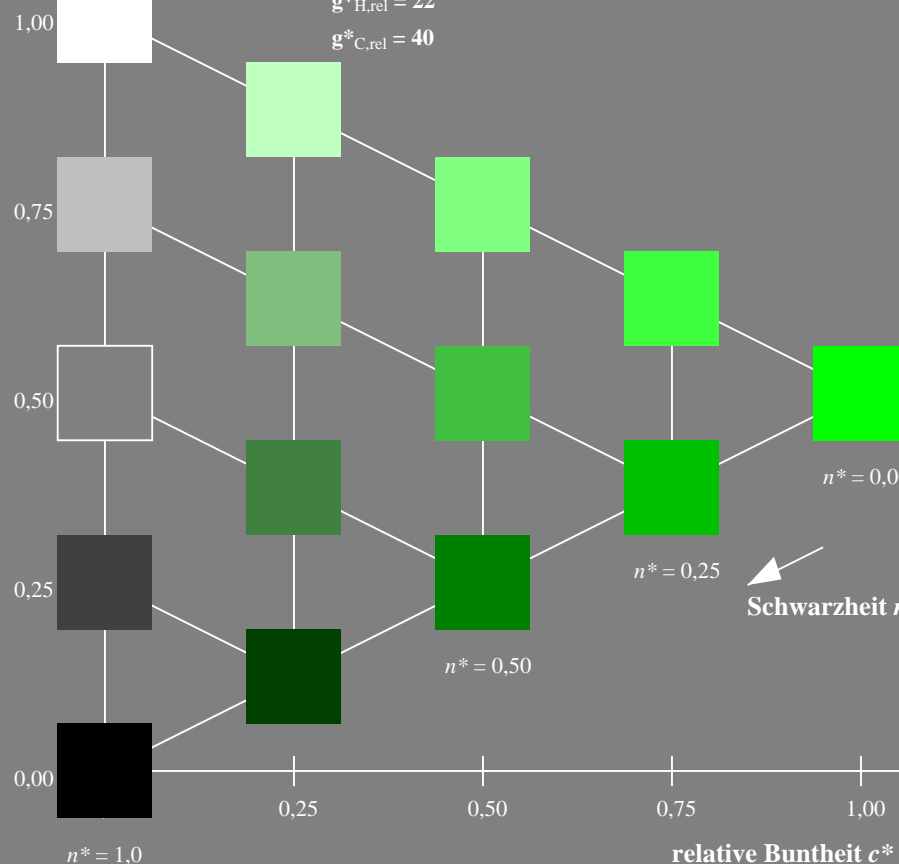 g*H,rel = 22
1,00
g*C,rel = 40
0,75
0,50
n* = 0,0
n* = 0,25
0,25
Schwarzheit
n* = 0,50
0,00
0,25
0,50
0,75
1,00
n* = 1,0
relative Buntheit c*